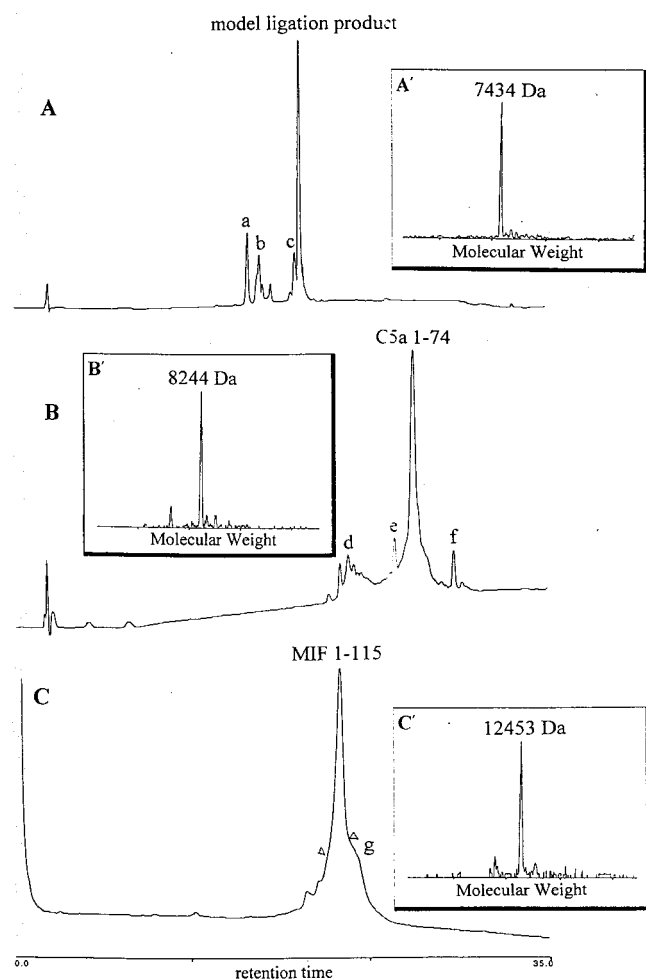 model ligation product
A
A′
7434 Da
Molecular Weight
a
b
c
C5a 1-74
B
B′
8244 Da
Molecular Weight
d
e
f
MIF 1-115
C
C′
12453 Da
Molecular Weight
g
0.0
retention time
35.0